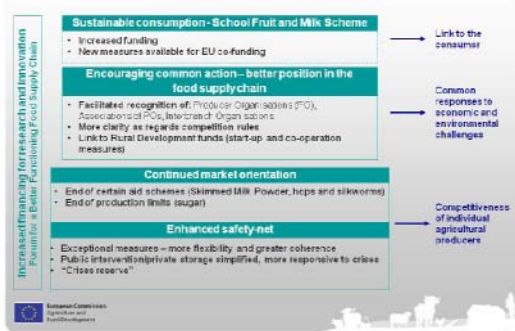 Increased financing for research and innovation
Forum for a Better Functioning Food Supply Chain
Sustainable consumption - School Fruit and Milk Scheme
• Increased funding
• New measures available for EU co-funding
Link to the
consumer
Encouraging common action – better position in the
food supply chain
• Facilitated recognition of: Producer Organisations (PO),
Associations of POs, Interbranch Organisations
• More clarity as regards competition rules
• Link to Rural Development funds (start-up and co-operation
measures)
Common
responses to
economic and
environmental
challenges
Continued market orientation
• End of certain aid schemes (Skimmed Milk Powder, hops and silkworms)
• End of production limits (sugar)
Enhanced safety-net
• Exceptional measures – more flexibility and greater coherence
• Public intervention/private storage simplified, more responsive to crises
• "Crises reserve"
Competitiveness
of individual
agricultural
producers
European Commission
Agriculture and
Rural Development